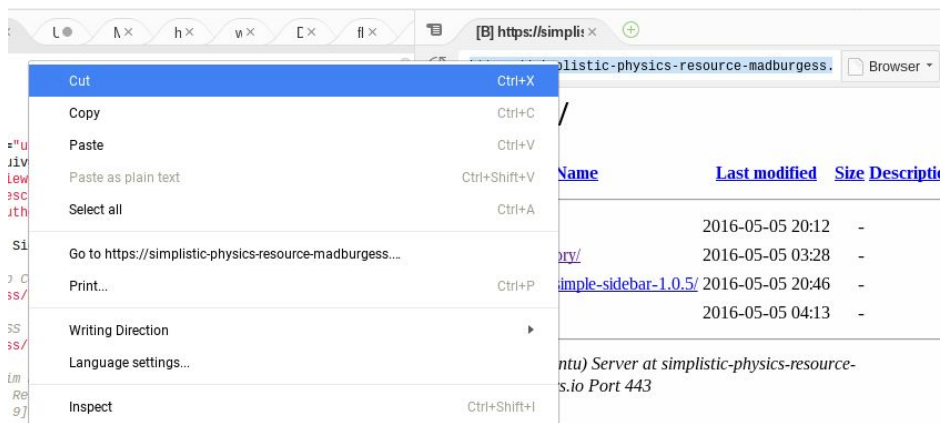 [B] https://simplis
plistic-physics-resource-madburgess.
Browser
Cut Ctrl+X
Copy Ctrl+C
Paste Ctrl+V
Paste as plain text Ctrl+Shift+V
Select all Ctrl+A
Go to https://simplistic-physics-resource-madburgess....
Print... Ctrl+P
Writing Direction
Language settings...
Inspect Ctrl+Shift+I
/
Name Last modified Size Descriptio
2016-05-05 20:12 -
ory/ 2016-05-05 03:28 -
simple-sidebar-1.0.5/ 2016-05-05 20:46 -
2016-05-05 04:13 -
ntu) Server at simplistic-physics-resource-
s.io Port 443